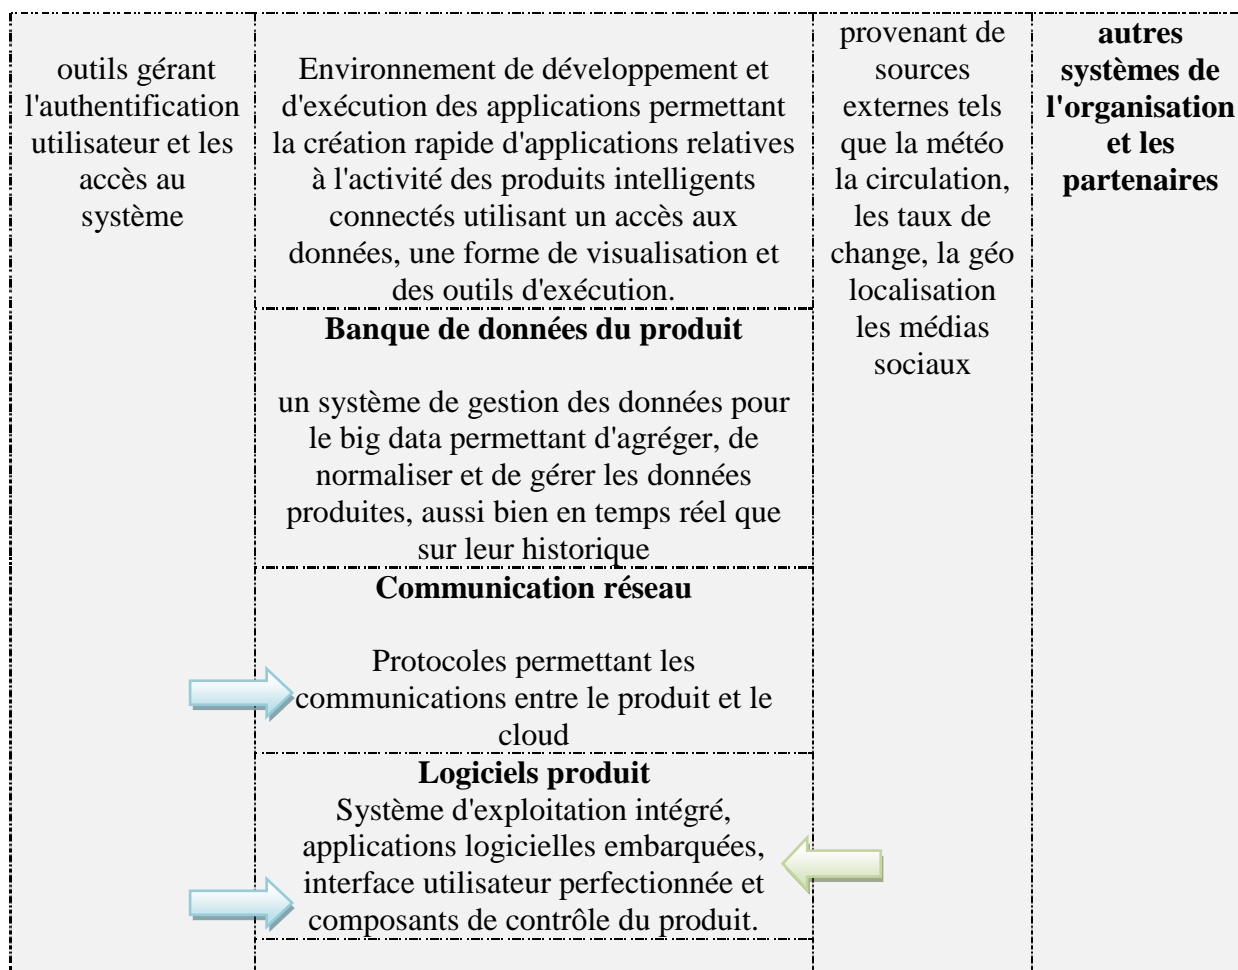 outils gérant
l'authentification
utilisateur et les
accès au
système
Environnement de développement et
d'exécution des applications permettant
la création rapide d'applications relatives
à l'activité des produits intelligents
connectés utilisant un accès aux
données, une forme de visualisation et
des outils d'exécution.
Banque de données du produit
un système de gestion des données pour
le big data permettant d'agréger, de
normaliser et de gérer les données
produites, aussi bien en temps réel que
sur leur historique
Communication réseau
Protocoles permettant les
communications entre le produit et le
cloud
Logiciels produit
Système d'exploitation intégré,
applications logicielles embarquées,
interface utilisateur perfectionnée et
composants de contrôle du produit.
provenant de
sources
externes tels
que la météo
la circulation,
les taux de
change, la géo
localisation
les médias
sociaux
autres
systèmes de
l'organisation
et les
partenaires